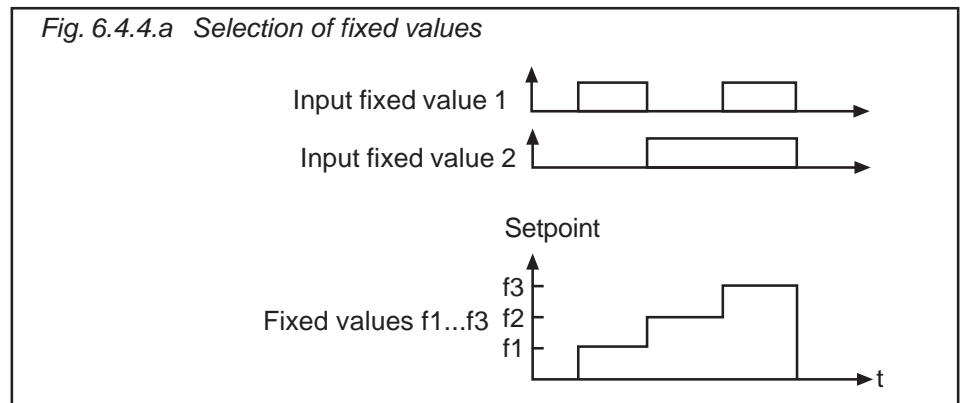 Fig. 6.4.4.a Selection of fixed values
Input fixed value 1
Input fixed value 2
Setpoint
f3
Fixed values f1...f3 f2
f1
t